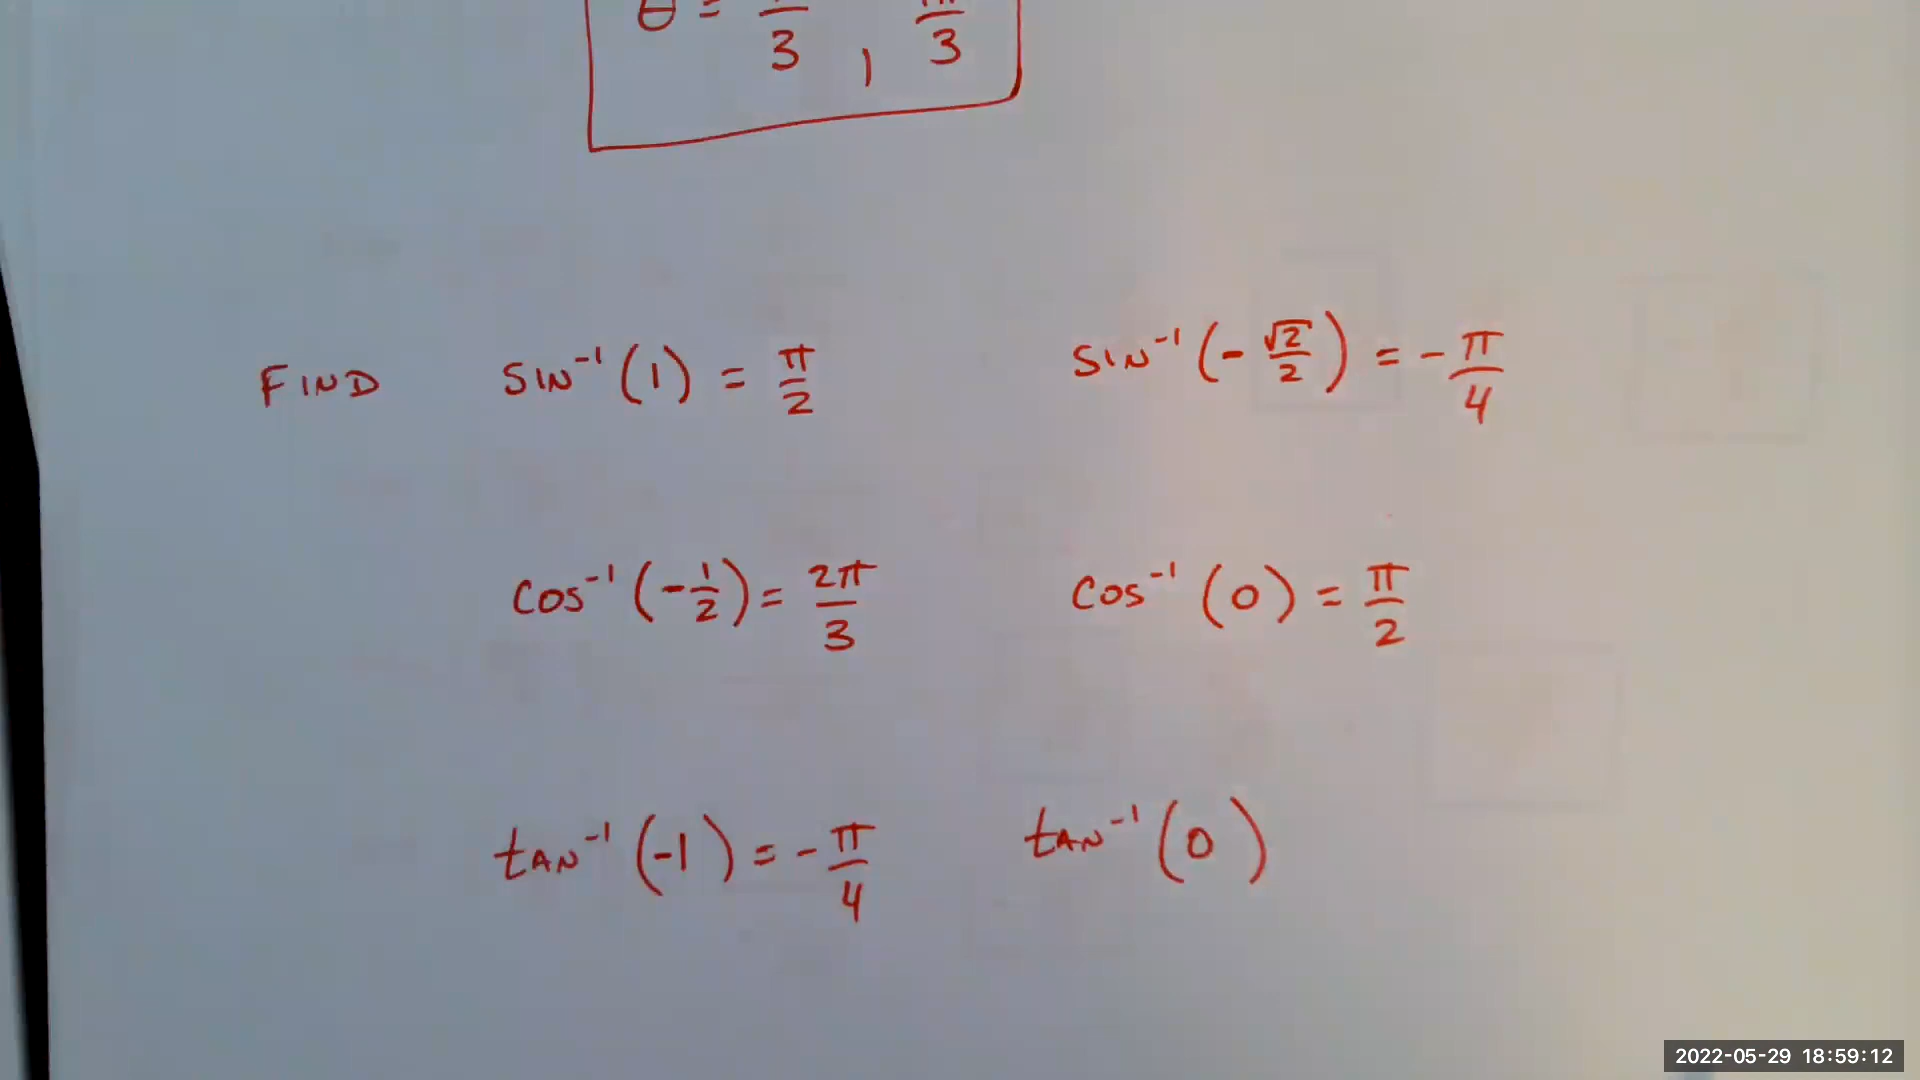 θ = /3 , /3
FIND sin⁻¹(1) = π/2 sin⁻¹(-√2/2) = -π/4
cos⁻¹(-1/2) = 2π/3 cos⁻¹(0) = π/2
tan⁻¹(-1) = -π/4 tan⁻¹(0)
2022-05-29 18:59:12